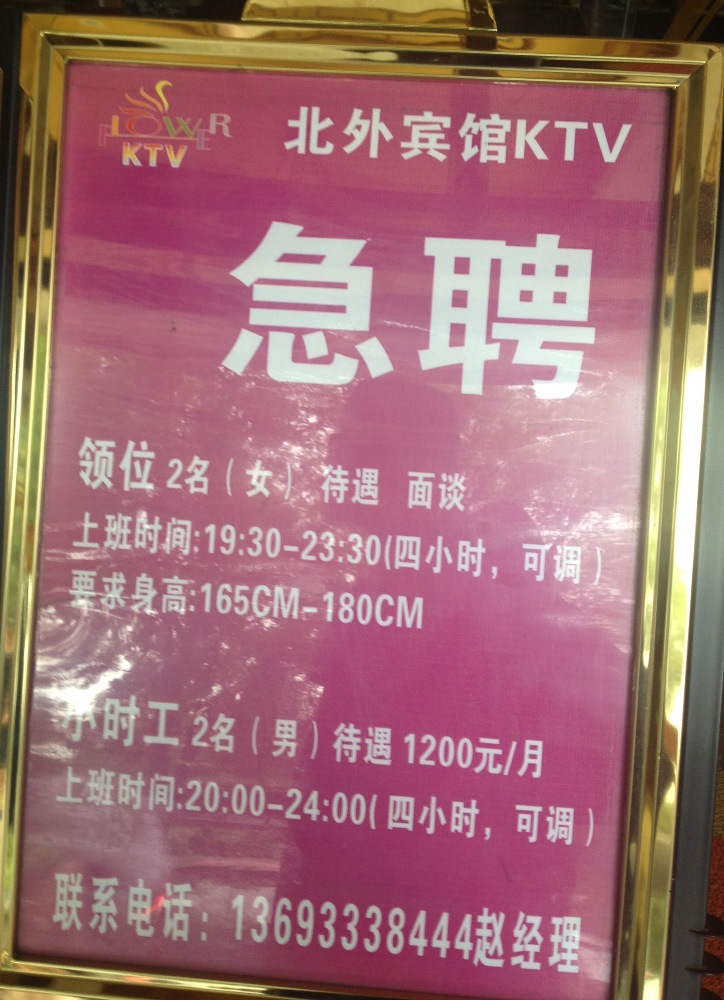 FLOWER
KTV
北外宾馆KTV
急聘
领位 2名（女） 待遇 面谈
上班时间:19:30-23:30(四小时，可调）
要求身高:165CM-180CM
小时工 2名（男）待遇 1200元/月
上班时间:20:00-24:00(四小时，可调）
联系电话：13693338444赵经理